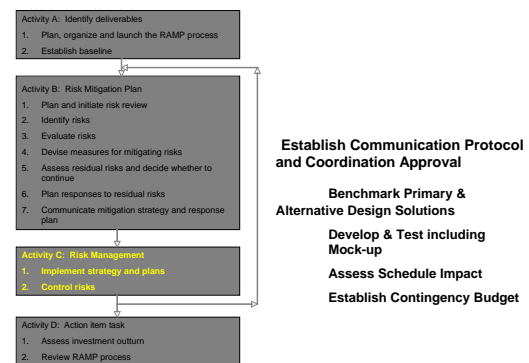 Activity A: Identify deliverables
1. Plan, organize and launch the RAMP process
2. Establish baseline
Activity B: Risk Mitigation Plan
1. Plan and initiate risk review
2. Identify risks
3. Evaluate risks
4. Devise measures for mitigating risks
5. Assess residual risks and decide whether to
continue
6. Plan responses to residual risks
7. Communicate mitigation strategy and response
plan
Activity C: Risk Management
1. Implement strategy and plans
2. Control risks
Activity D: Action item task
1. Assess investment outturn
2. Review RAMP process
Establish Communication Protocol
and Coordination Approval
Benchmark Primary &
Alternative Design Solutions
Develop & Test including
Mock-up
Assess Schedule Impact
Establish Contingency Budget